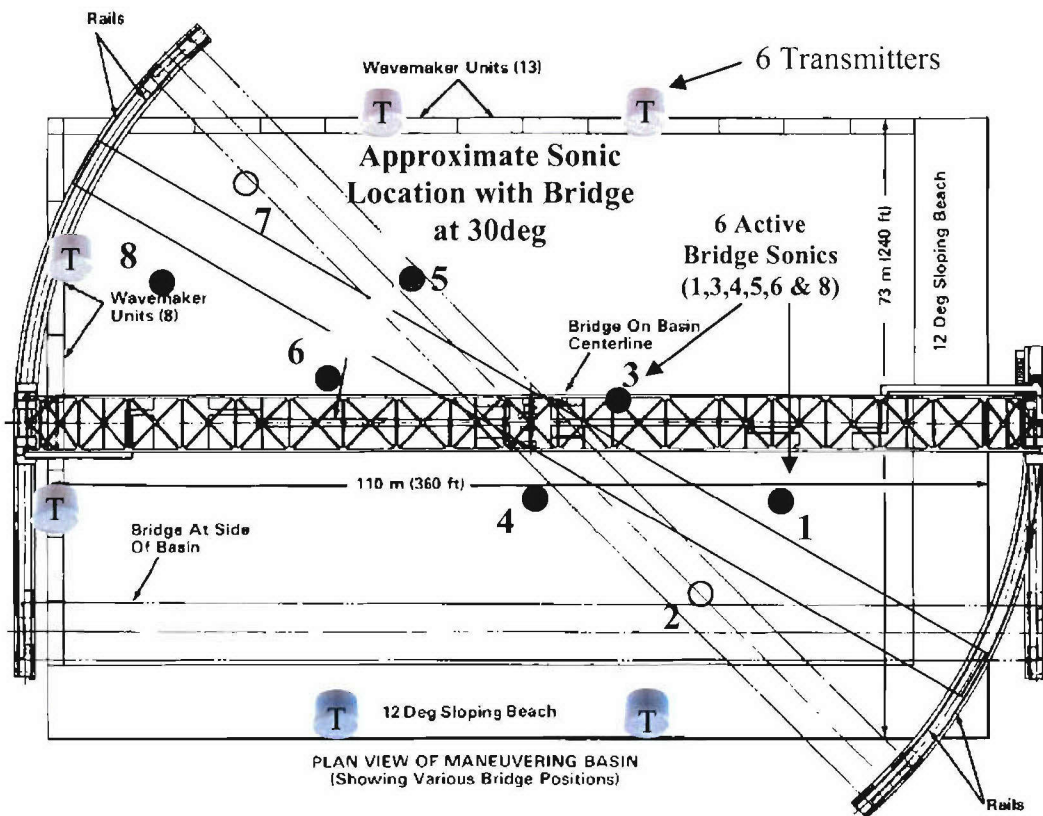 Rails
6 Transmitters
Wavemaker Units (13)
T
T
Approximate Sonic
Location with Bridge
at 30deg
7
6 Active
Bridge Sonics
(1,3,4,5,6 & 8)
73 m (240 ft)
12 Deg Sloping Beach
T
8
5
Wavemaker
Units (8)
Bridge On Basin
Centerline
6
3
110 m (360 ft)
T
4
1
Bridge At Side
Of Basin
2
T
12 Deg Sloping Beach
T
PLAN VIEW OF MANEUVERING BASIN
(Showing Various Bridge Positions)
Rails